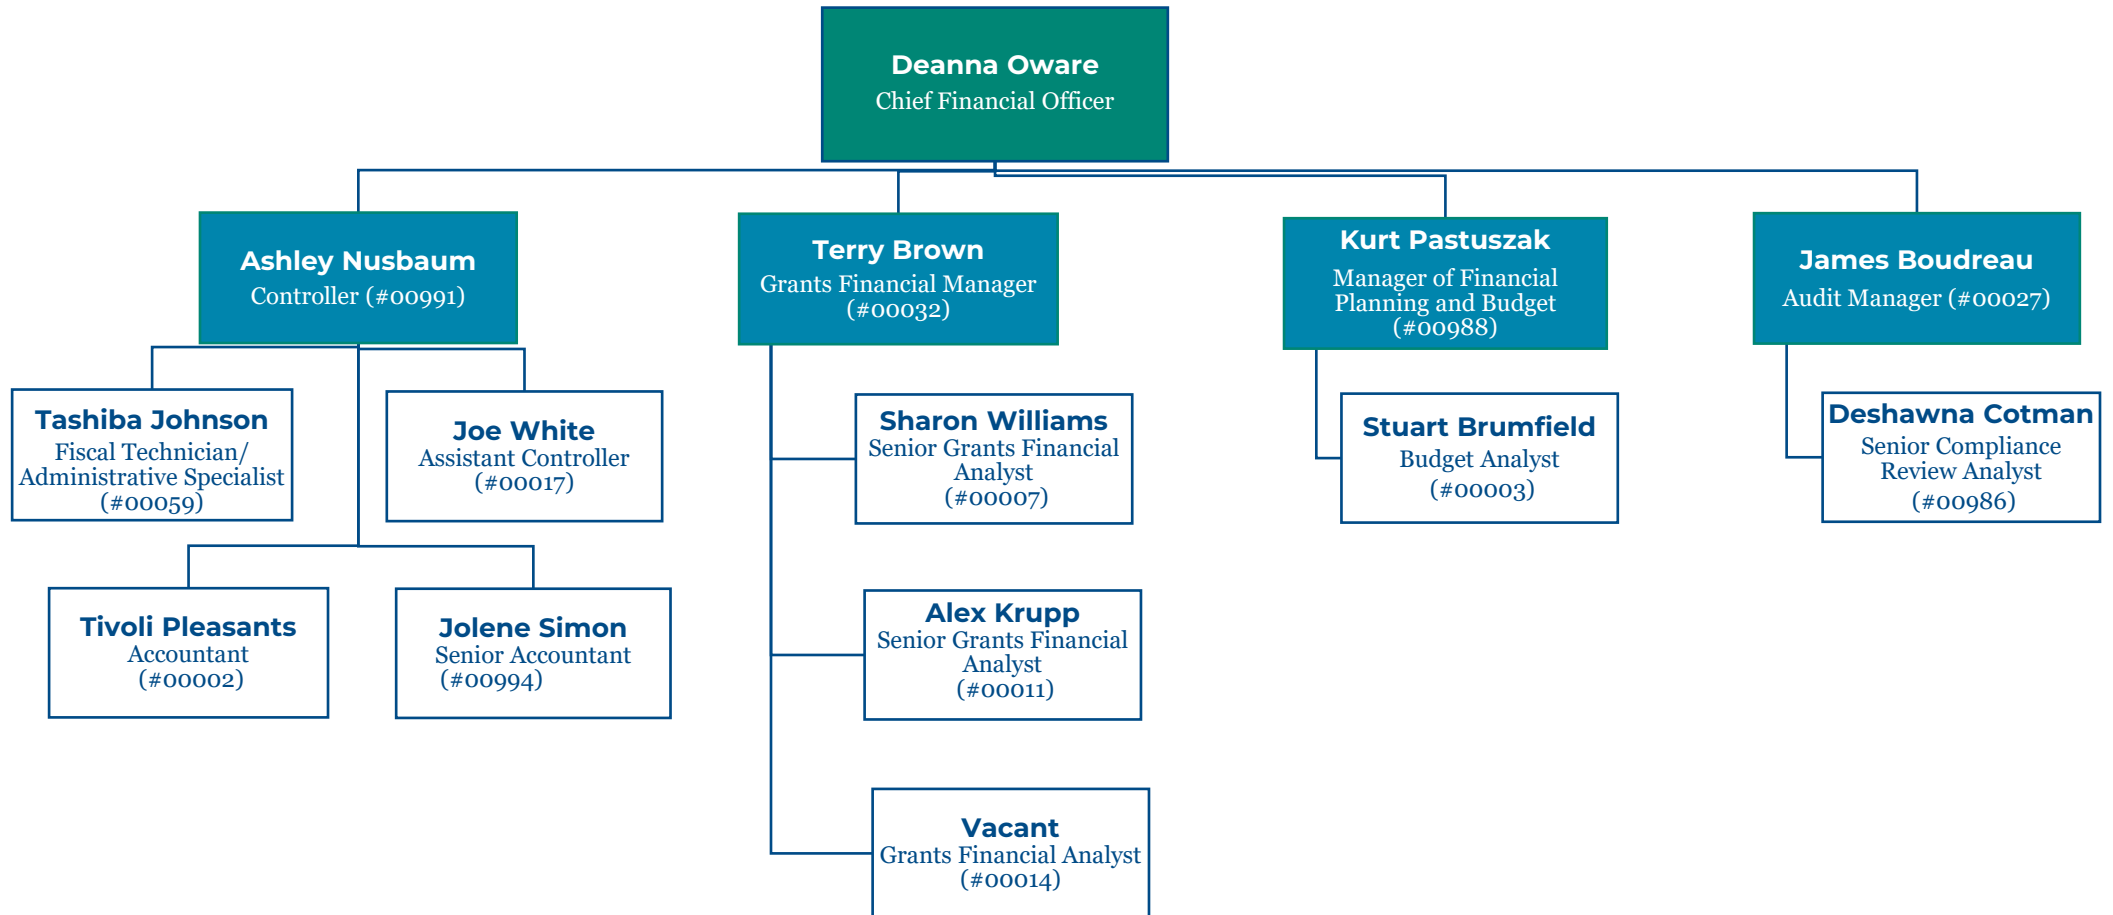 Deanna Oware
Chief Financial Officer
Ashley Nusbaum
Controller (#00991)
Terry Brown
Grants Financial Manager
(#00032)
Kurt Pastuszak
Manager of Financial
Planning and Budget
(#00988)
James Boudreau
Audit Manager (#00027)
Tashiba Johnson
Fiscal Technician/
Administrative Specialist
(#00059)
Joe White
Assistant Controller
(#00017)
Sharon Williams
Senior Grants Financial
Analyst
(#00007)
Stuart Brumfield
Budget Analyst
(#00003)
Deshawna Cotman
Senior Compliance
Review Analyst
(#00986)
Tivoli Pleasants
Accountant
(#00002)
Jolene Simon
Senior Accountant
(#00994)
Alex Krupp
Senior Grants Financial
Analyst
(#00011)
Vacant
Grants Financial Analyst
(#00014)